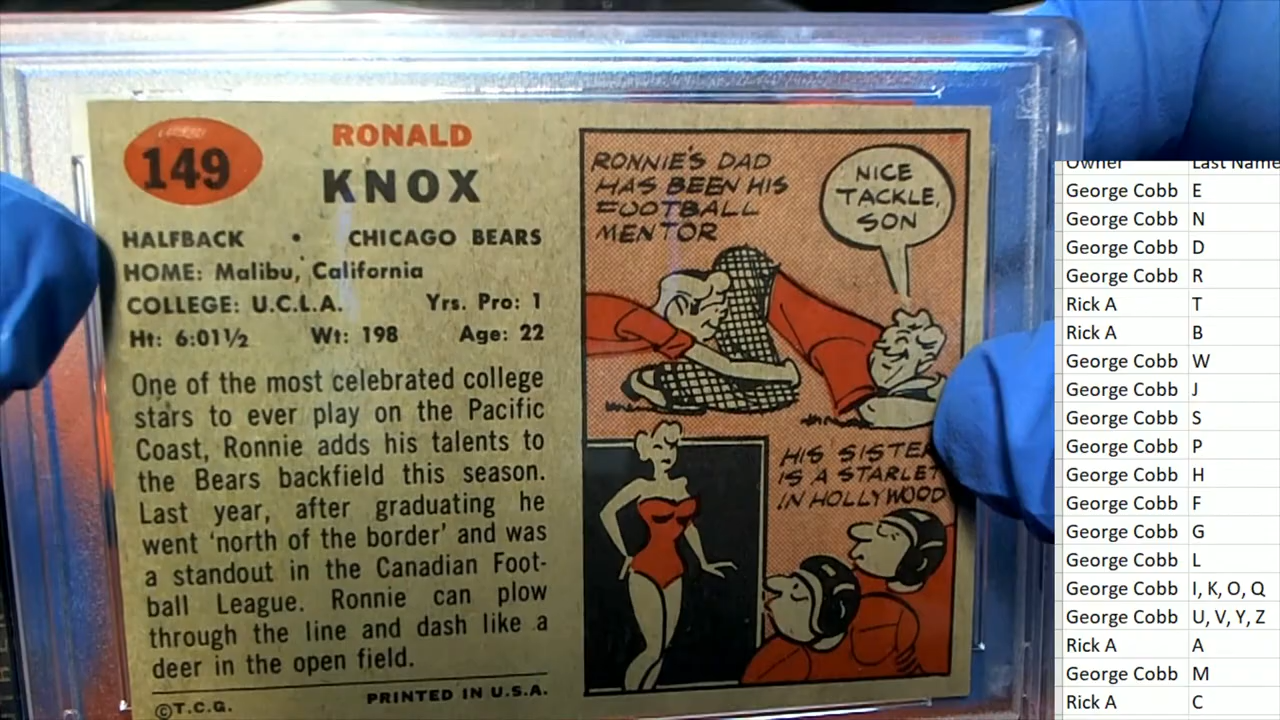 149
RONALD
KNOX
HALFBACK • CHICAGO BEARS
HOME: Malibu, California
COLLEGE: U.C.L.A. Yrs. Pro: 1
Ht: 6:01½ Wt: 198 Age: 22
One of the most celebrated college
stars to ever play on the Pacific
Coast, Ronnie adds his talents to
the Bears backfield this season.
Last year, after graduating he
went 'north of the border' and was
a standout in the Canadian Foot-
ball League. Ronnie can plow
through the line and dash like a
deer in the open field.
©T.C.G. PRINTED IN U.S.A.
RONNIE'S DAD
HAS BEEN HIS
FOOTBALL
MENTOR
NICE
TACKLE,
SON
HIS SISTER
IS A STARLET
IN HOLLYWOOD
Owner Last Name
George Cobb E
George Cobb N
George Cobb D
George Cobb R
Rick A T
Rick A B
George Cobb W
George Cobb J
George Cobb S
George Cobb P
George Cobb H
George Cobb F
George Cobb G
George Cobb L
George Cobb I, K, O, Q
George Cobb U, V, Y, Z
Rick A A
George Cobb M
Rick A C